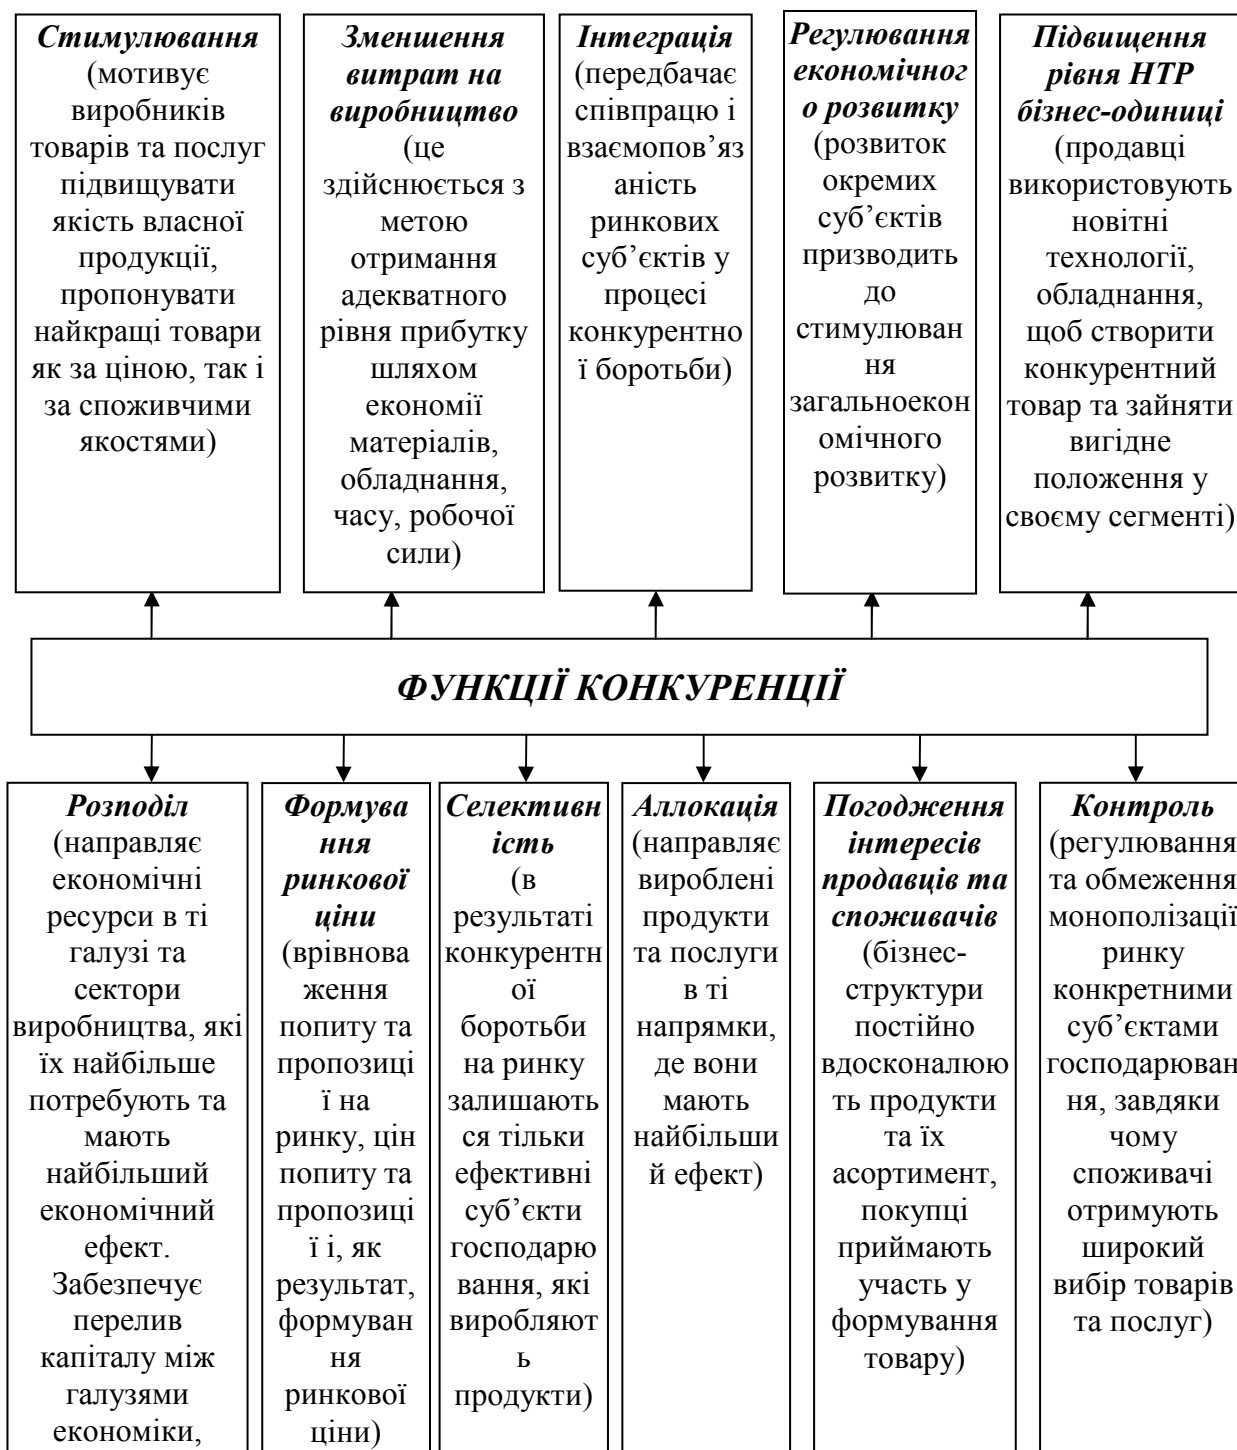 Стимулювання
(мотивує
виробників
товарів та послуг
підвищувати
якість власної
продукції,
пропонувати
найкращі товари
як за ціною, так і
за споживчими
якостями)
Зменшення
витрат на
виробництво
(це
здійснюється з
метою
отримання
адекватного
рівня прибутку
шляхом
економії
матеріалів,
обладнання,
часу, робочої
сили)
Інтеграція
(передбачає
співпрацю і
взаємопов’яз
аність
ринкових
суб’єктів у
процесі
конкурентно
ї боротьби)
Регулювання
економічног
о розвитку
(розвиток
окремих
суб’єктів
призводить
до
стимулюван
ня
загальноекон
омічного
розвитку)
Підвищення
рівня НТР
бізнес-одиниці
(продавці
використовують
новітні
технології,
обладнання,
щоб створити
конкурентний
товар та зайняти
вигідне
положення у
своєму сегменті)
ФУНКЦІЇ КОНКУРЕНЦІЇ
Розподіл
(направляє
економічні
ресурси в ті
галузі та
сектори
виробництва, які
їх найбільше
потребують та
мають
найбільший
економічний
ефект.
Забезпечує
перелив
капіталу між
галузями
економіки,
Формува
ння
ринкової
ціни
(врівнова
ження
попиту та
пропозиці
ї на
ринку, цін
попиту та
пропозиці
ї і, як
результат,
формуван
ня
ринкової
ціни)
Селективн
ість
(в
результаті
конкурентн
ої
боротьби
на ринку
залишають
ся тільки
ефективні
суб’єкти
господарю
вання, які
виробляют
ь
продукти)
Аллокація
(направляє
вироблені
продукти
та послуги
в ті
напрямки,
де вони
мають
найбільши
й ефект)
Погодження
інтересів
продавців та
споживачів
(бізнес-
структури
постійно
вдосконалюю
ть продукти
та їх
асортимент,
покупці
приймають
участь у
формування
товару)
Контроль
(регулювання
та обмеження
монополізації
ринку
конкретними
суб’єктами
господарюван
ня, завдяки
чому
споживачі
отримують
широкий
вибір товарів
та послуг)